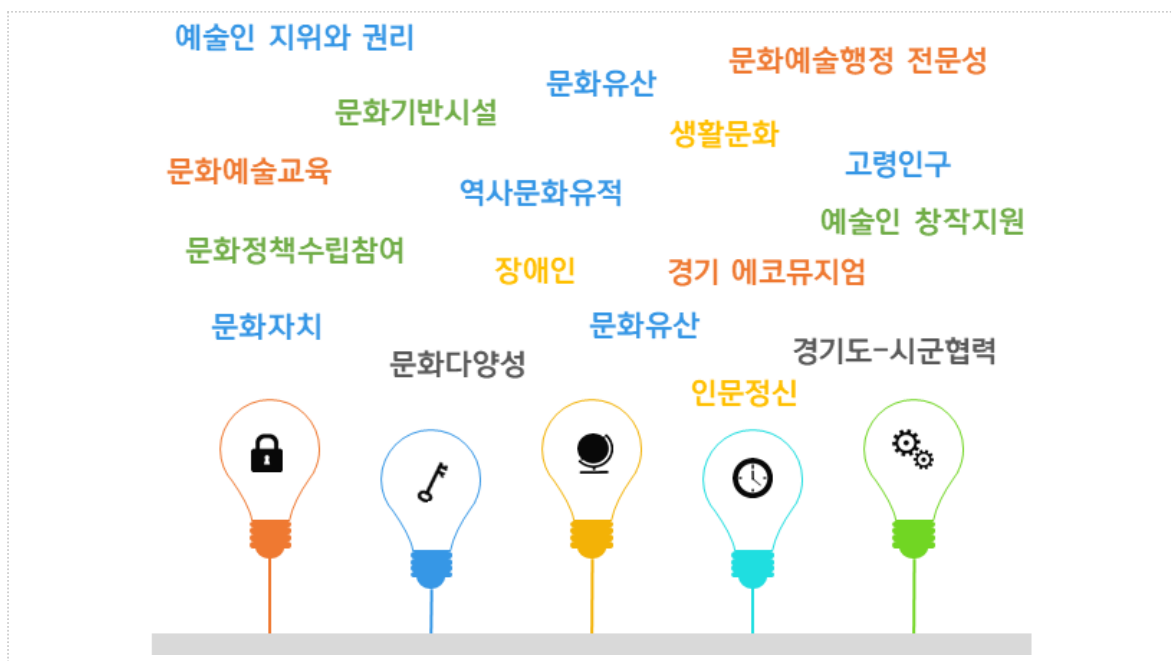 예술인 지위와 권리
문화예술행정 전문성
문화유산
문화기반시설
생활문화
고령인구
문화예술교육
역사문화유적
예술인 창작지원
문화정책수립참여
장애인
경기 에코뮤지엄
문화자치
문화유산
경기도-시군협력
문화다양성
인문정신